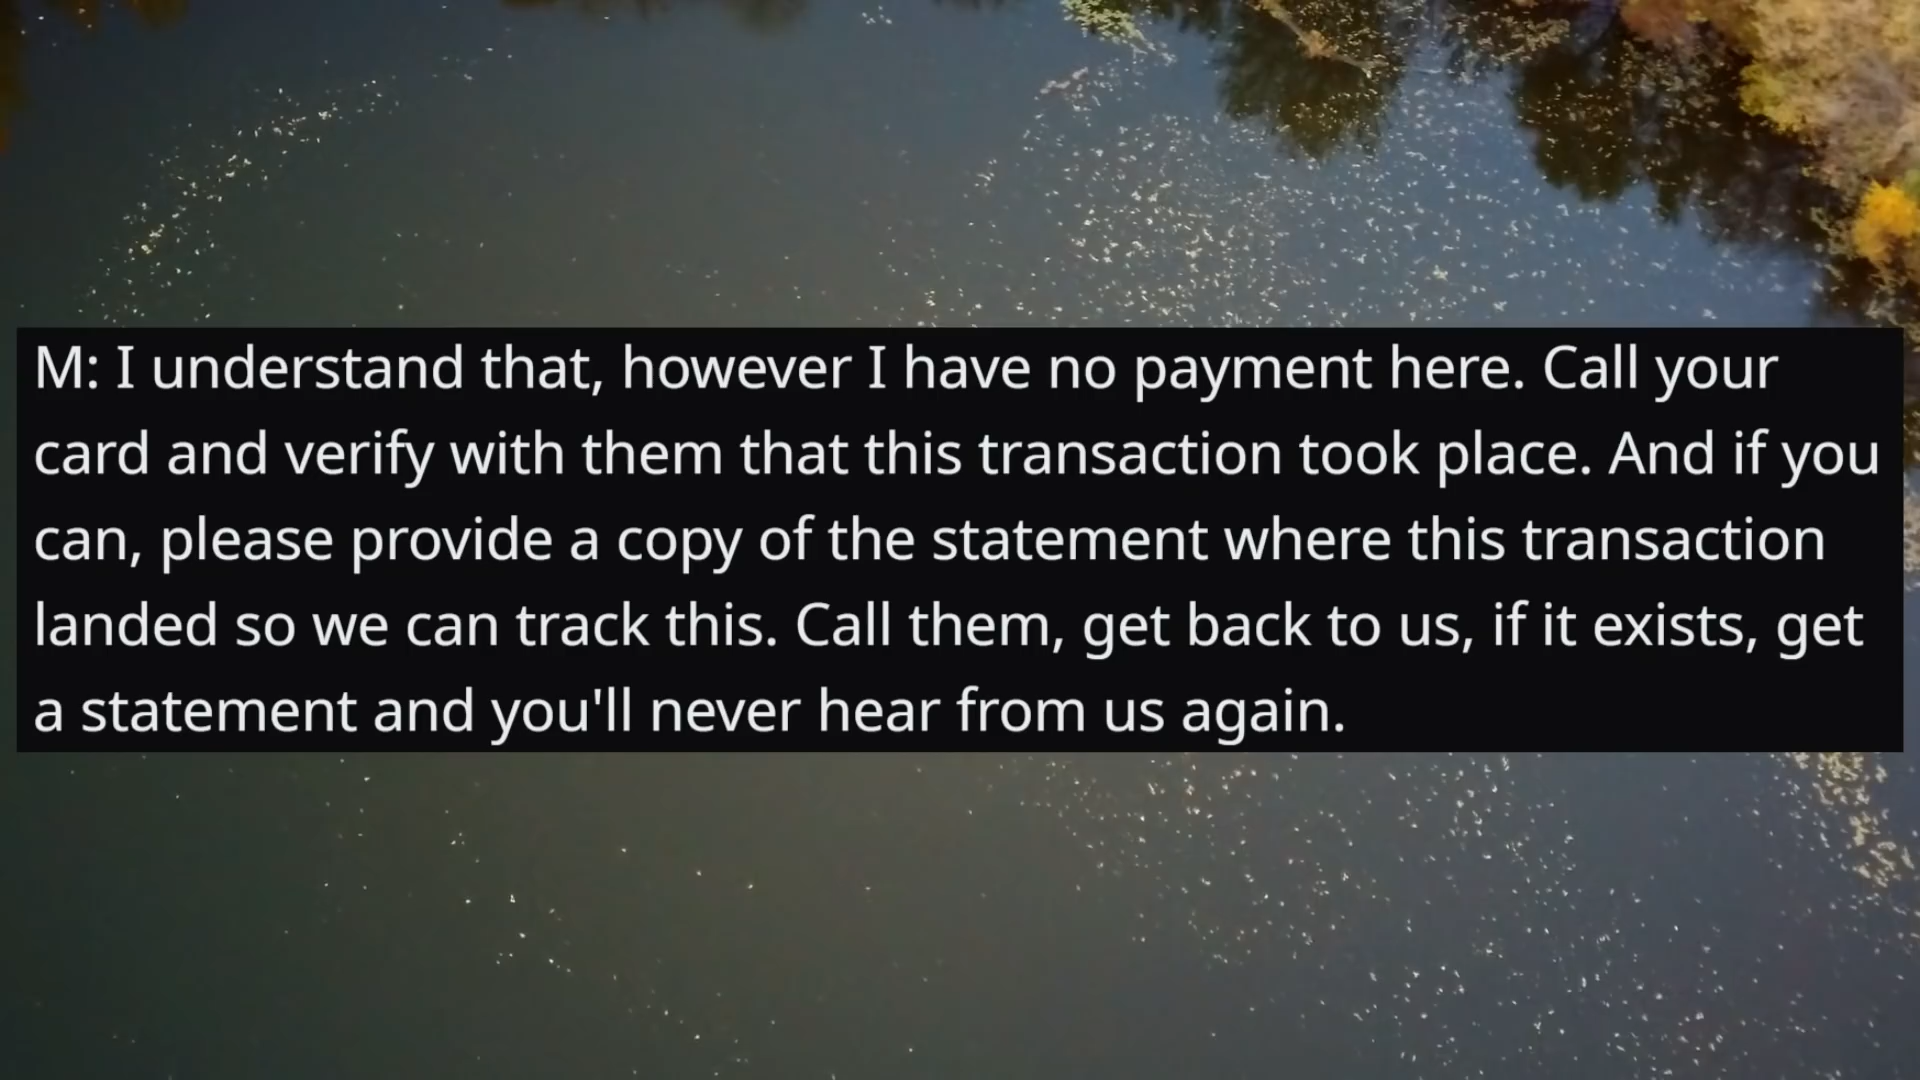 M: I understand that, however I have no payment here. Call your
card and verify with them that this transaction took place. And if you
can, please provide a copy of the statement where this transaction
landed so we can track this. Call them, get back to us, if it exists, get
a statement and you'll never hear from us again.